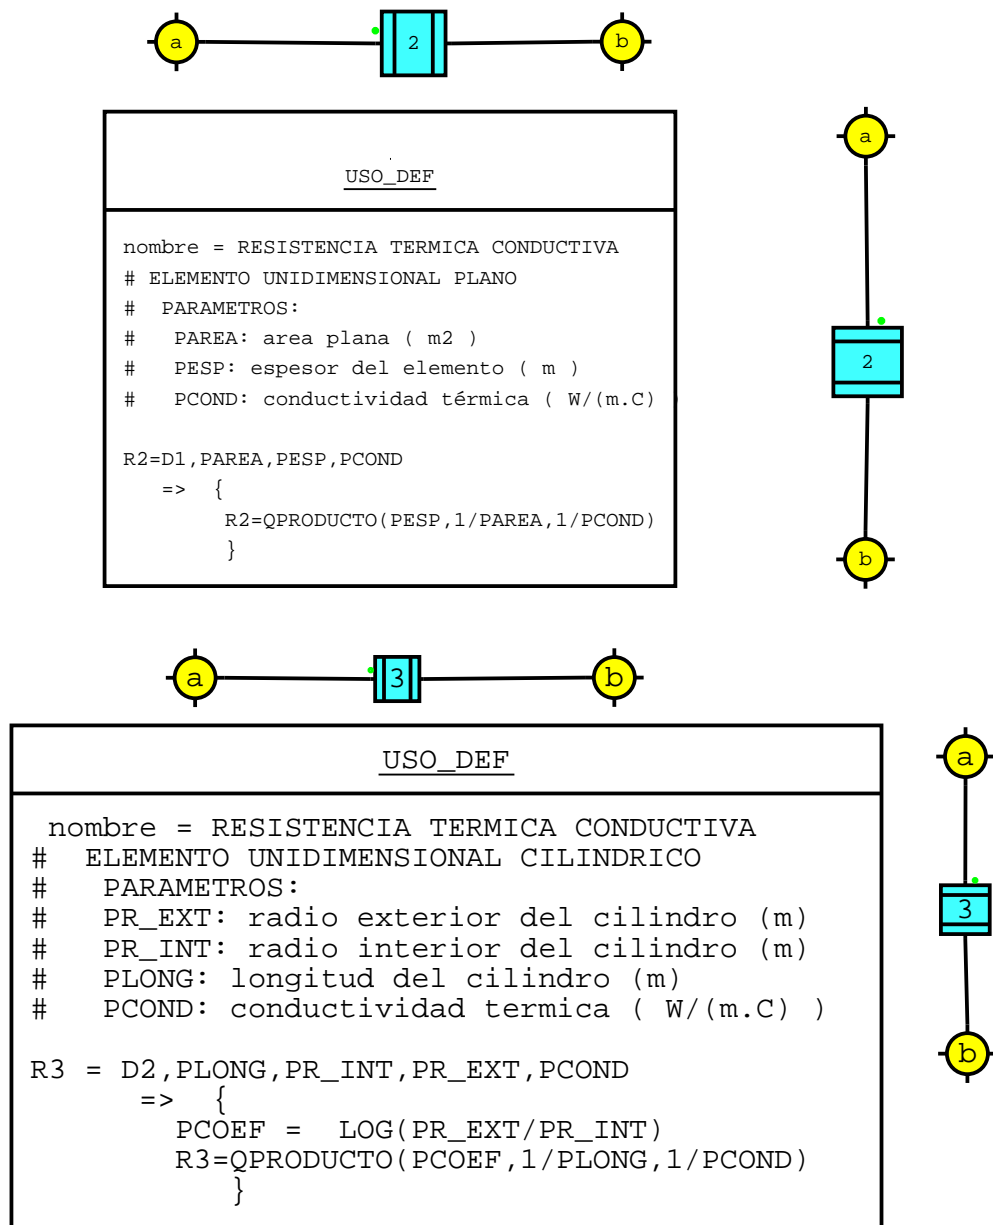 a 2 b
USO_DEF
nombre = RESISTENCIA TERMICA CONDUCTIVA
# ELEMENTO UNIDIMENSIONAL PLANO
# PARAMETROS:
# PAREA: area plana ( m2 )
# PESP: espesor del elemento ( m )
# PCOND: conductividad térmica ( W/(m.C) )
R2=D1,PAREA,PESP,PCOND
=> {
R2=QPRODUCTO(PESP,1/PAREA,1/PCOND)
}
a
2
b
a 3 b
USO_DEF
nombre = RESISTENCIA TERMICA CONDUCTIVA
# ELEMENTO UNIDIMENSIONAL CILINDRICO
# PARAMETROS:
# PR_EXT: radio exterior del cilindro (m)
# PR_INT: radio interior del cilindro (m)
# PLONG: longitud del cilindro (m)
# PCOND: conductividad termica ( W/(m.C) )
R3 = D2,PLONG,PR_INT,PR_EXT,PCOND
=> {
PCOEF = LOG(PR_EXT/PR_INT)
R3=QPRODUCTO(PCOEF,1/PLONG,1/PCOND)
}
a
3
b